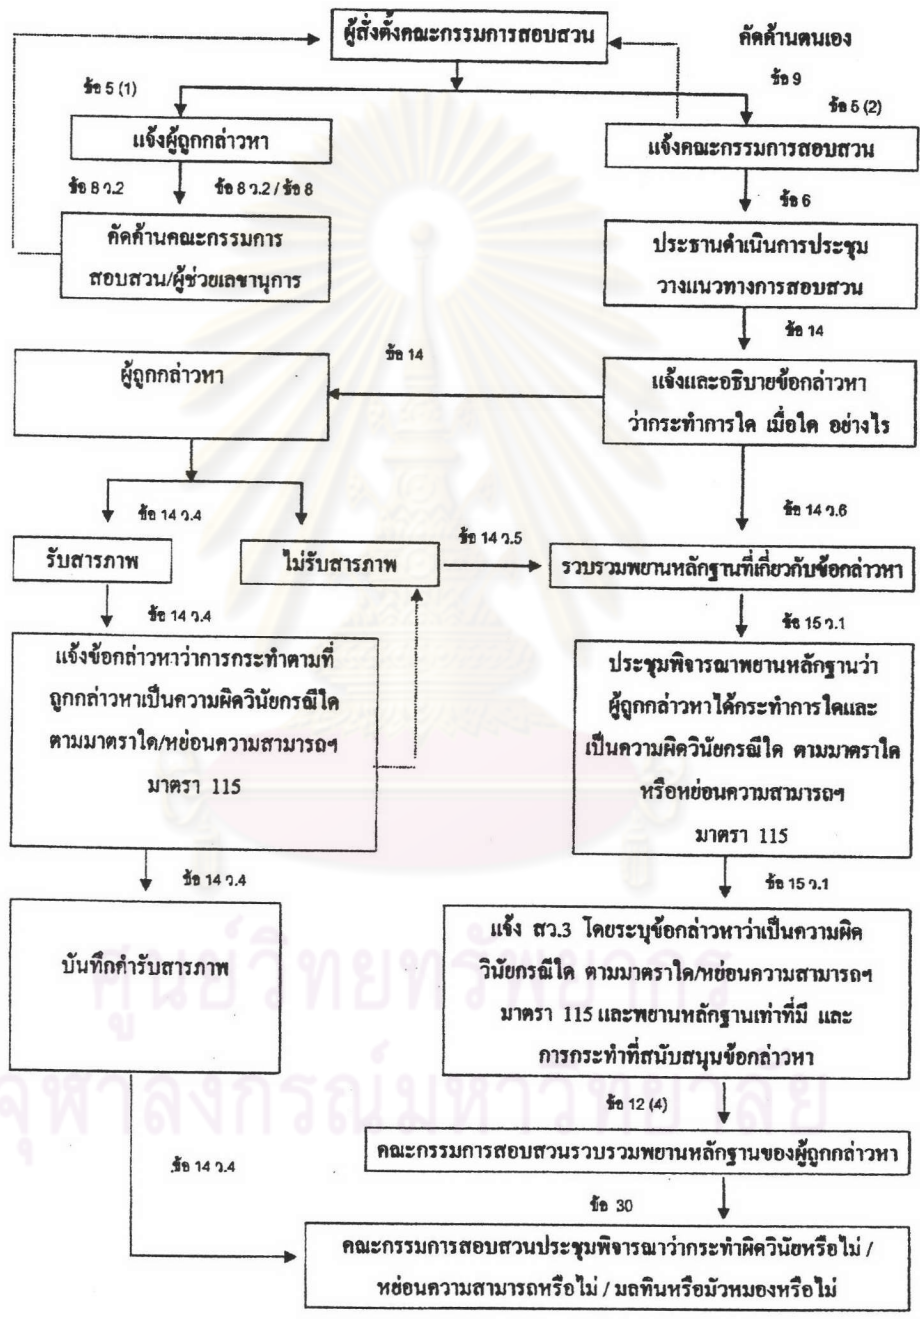 ผู้สั่งตั้งคณะกรรมการสอบสวน
คัดค้านตนเอง
ข้อ 9
ข้อ 5 (1)
ข้อ 5 (2)
แจ้งผู้ถูกกล่าวหา
แจ้งคณะกรรมการสอบสวน
ข้อ 8 ว.2
ข้อ 8 ว.2 / ข้อ 8
ข้อ 6
คัดค้านคณะกรรมการ
สอบสวน/ผู้ช่วยเลขานุการ
ประธานดำเนินการประชุม
วางแนวทางการสอบสวน
ข้อ 14
ข้อ 14
ผู้ถูกกล่าวหา
แจ้งและอธิบายข้อกล่าวหา
ว่ากระทำการใด เมื่อใด อย่างไร
ข้อ 14 ว.4
ข้อ 14 ว.6
รับสารภาพ
ไม่รับสารภาพ
ข้อ 14 ว.5
รวบรวมพยานหลักฐานที่เกี่ยวกับข้อกล่าวหา
ข้อ 14 ว.4
ข้อ 15 ว.1
แจ้งข้อกล่าวหาว่าการกระทำตามที่
ถูกกล่าวหาเป็นความผิดวินัยกรณีใด
ตามมาตราใด/หย่อนความสามารถฯ
มาตรา 115
ประชุมพิจารณาพยานหลักฐานว่า
ผู้ถูกกล่าวหาได้กระทำการใดและ
เป็นความผิดวินัยกรณีใด ตามมาตราใด
หรือหย่อนความสามารถฯ
มาตรา 115
ข้อ 14 ว.4
ข้อ 15 ว.1
บันทึกคำรับสารภาพ
แจ้ง สว.3 โดยระบุข้อกล่าวหาว่าเป็นความผิด
วินัยกรณีใด ตามมาตราใด/หย่อนความสามารถฯ
มาตรา 115 และพยานหลักฐานเท่าที่มี และ
การกระทำที่สนับสนุนข้อกล่าวหา
ศูนย์วิทยทรัพยากร
จุฬาลงกรณ์มหาวิทยาลัย
ข้อ 12 (4)
คณะกรรมการสอบสวนรวบรวมพยานหลักฐานของผู้ถูกกล่าวหา
ข้อ 14 ว.4
ข้อ 30
คณะกรรมการสอบสวนประชุมพิจารณาว่ากระทำผิดวินัยหรือไม่ /
หย่อนความสามารถหรือไม่ / มลทินหรือมัวหมองหรือไม่